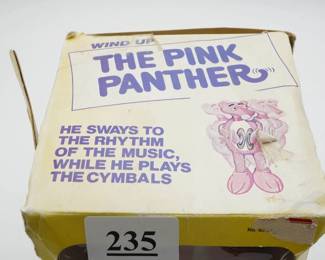 WIND UP
THE PINK
PANTHER
HE SWAYS TO
THE RHYTHM
OF THE MUSIC,
WHILE HE PLAYS
THE CYMBALS
No.
235